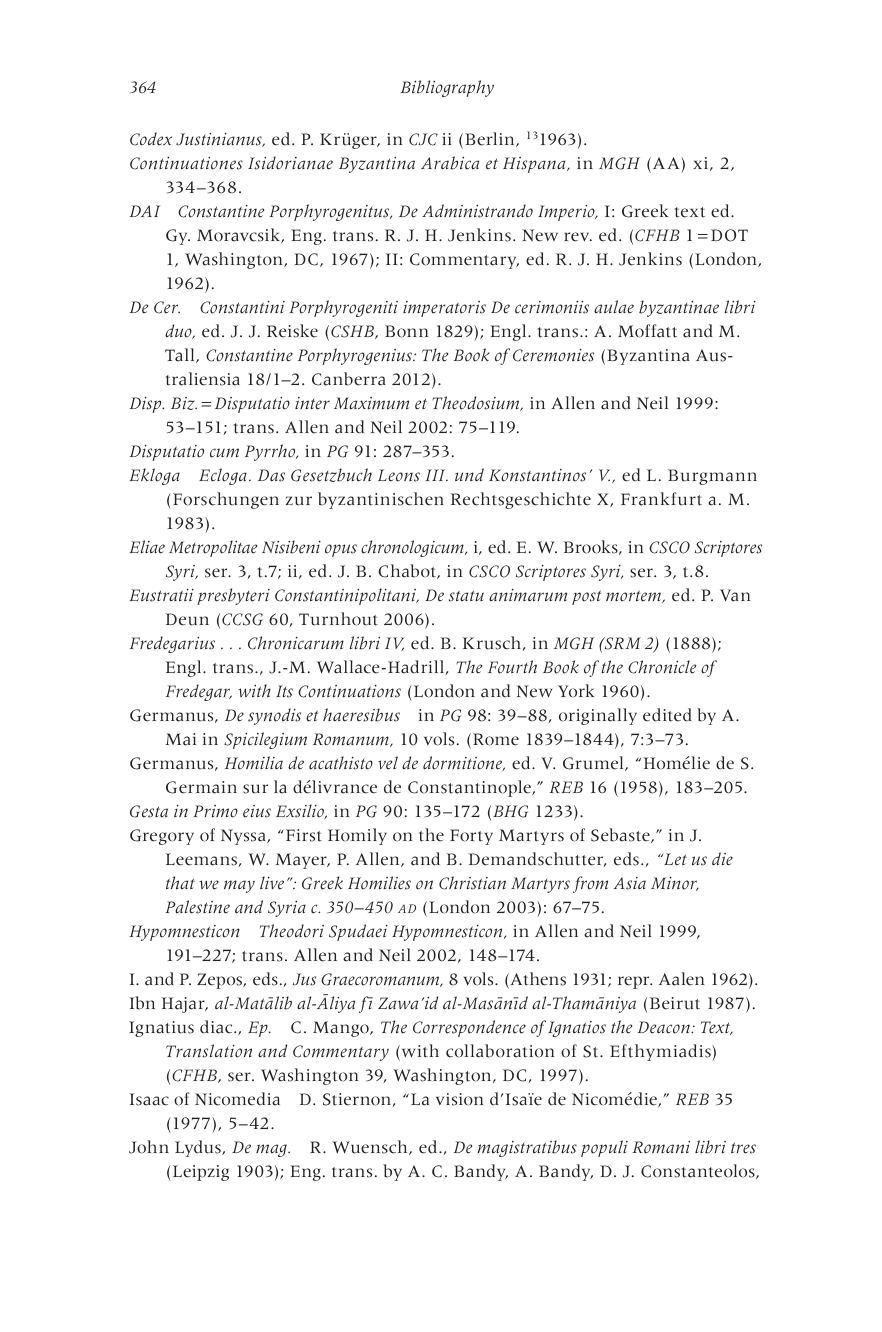 364 Bibliography
Codex Justinianus, ed. P. Krüger, in CJC ii (Berlin, ¹³1963).
Continuationes Isidorianae Byzantina Arabica et Hispana, in MGH (AA) xi, 2,
334–368.
DAI Constantine Porphyrogenitus, De Administrando Imperio, I: Greek text ed.
Gy. Moravcsik, Eng. trans. R. J. H. Jenkins. New rev. ed. (CFHB 1=DOT
1, Washington, DC, 1967); II: Commentary, ed. R. J. H. Jenkins (London,
1962).
De Cer. Constantini Porphyrogeniti imperatoris De cerimoniis aulae byzantinae libri
duo, ed. J. J. Reiske (CSHB, Bonn 1829); Engl. trans.: A. Moffatt and M.
Tall, Constantine Porphyrogenius: The Book of Ceremonies (Byzantina Aus-
traliensia 18/1–2. Canberra 2012).
Disp. Biz.=Disputatio inter Maximum et Theodosium, in Allen and Neil 1999:
53–151; trans. Allen and Neil 2002: 75–119.
Disputatio cum Pyrrho, in PG 91: 287–353.
Ekloga Ecloga. Das Gesetzbuch Leons III. und Konstantinos’ V., ed L. Burgmann
(Forschungen zur byzantinischen Rechtsgeschichte X, Frankfurt a. M.
1983).
Eliae Metropolitae Nisibeni opus chronologicum, i, ed. E. W. Brooks, in CSCO Scriptores
Syri, ser. 3, t.7; ii, ed. J. B. Chabot, in CSCO Scriptores Syri, ser. 3, t.8.
Eustratii presbyteri Constantinipolitani, De statu animarum post mortem, ed. P. Van
Deun (CCSG 60, Turnhout 2006).
Fredegarius . . . Chronicarum libri IV, ed. B. Krusch, in MGH (SRM 2) (1888);
Engl. trans., J.-M. Wallace-Hadrill, The Fourth Book of the Chronicle of
Fredegar, with Its Continuations (London and New York 1960).
Germanus, De synodis et haeresibus in PG 98: 39–88, originally edited by A.
Mai in Spicilegium Romanum, 10 vols. (Rome 1839–1844), 7:3–73.
Germanus, Homilia de acathisto vel de dormitione, ed. V. Grumel, “Homélie de S.
Germain sur la délivrance de Constantinople,” REB 16 (1958), 183–205.
Gesta in Primo eius Exsilio, in PG 90: 135–172 (BHG 1233).
Gregory of Nyssa, “First Homily on the Forty Martyrs of Sebaste,” in J.
Leemans, W. Mayer, P. Allen, and B. Demandschutter, eds., “Let us die
that we may live”: Greek Homilies on Christian Martyrs from Asia Minor,
Palestine and Syria c. 350–450 AD (London 2003): 67–75.
Hypomnesticon Theodori Spudaei Hypomnesticon, in Allen and Neil 1999,
191–227; trans. Allen and Neil 2002, 148–174.
I. and P. Zepos, eds., Jus Graecoromanum, 8 vols. (Athens 1931; repr. Aalen 1962).
Ibn Hajar, al-Matālib al-Āliya fī Zawa’id al-Masānīd al-Thamāniya (Beirut 1987).
Ignatius diac., Ep. C. Mango, The Correspondence of Ignatios the Deacon: Text,
Translation and Commentary (with collaboration of St. Efthymiadis)
(CFHB, ser. Washington 39, Washington, DC, 1997).
Isaac of Nicomedia D. Stiernon, “La vision d’Isaïe de Nicomédie,” REB 35
(1977), 5–42.
John Lydus, De mag. R. Wuensch, ed., De magistratibus populi Romani libri tres
(Leipzig 1903); Eng. trans. by A. C. Bandy, A. Bandy, D. J. Constanteolos,